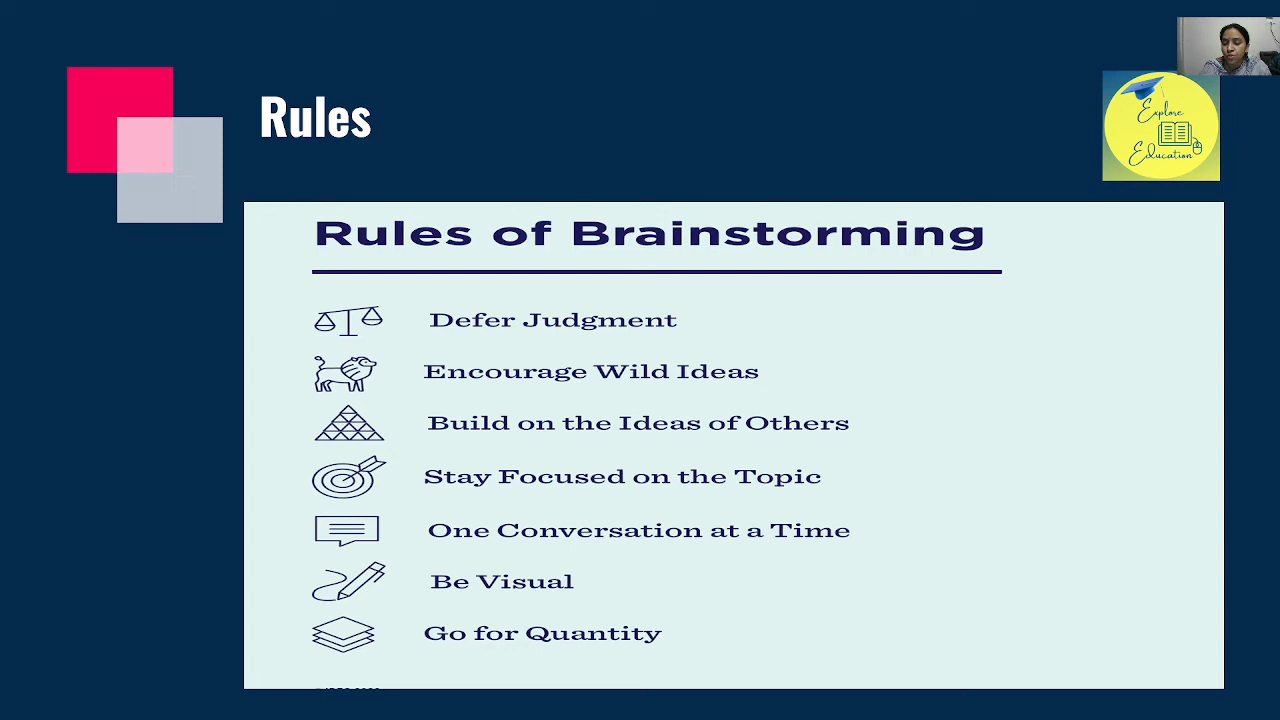 Rules
Explore
Education
Rules of Brainstorming
Defer Judgment
Encourage Wild Ideas
Build on the Ideas of Others
Stay Focused on the Topic
One Conversation at a Time
Be Visual
Go for Quantity